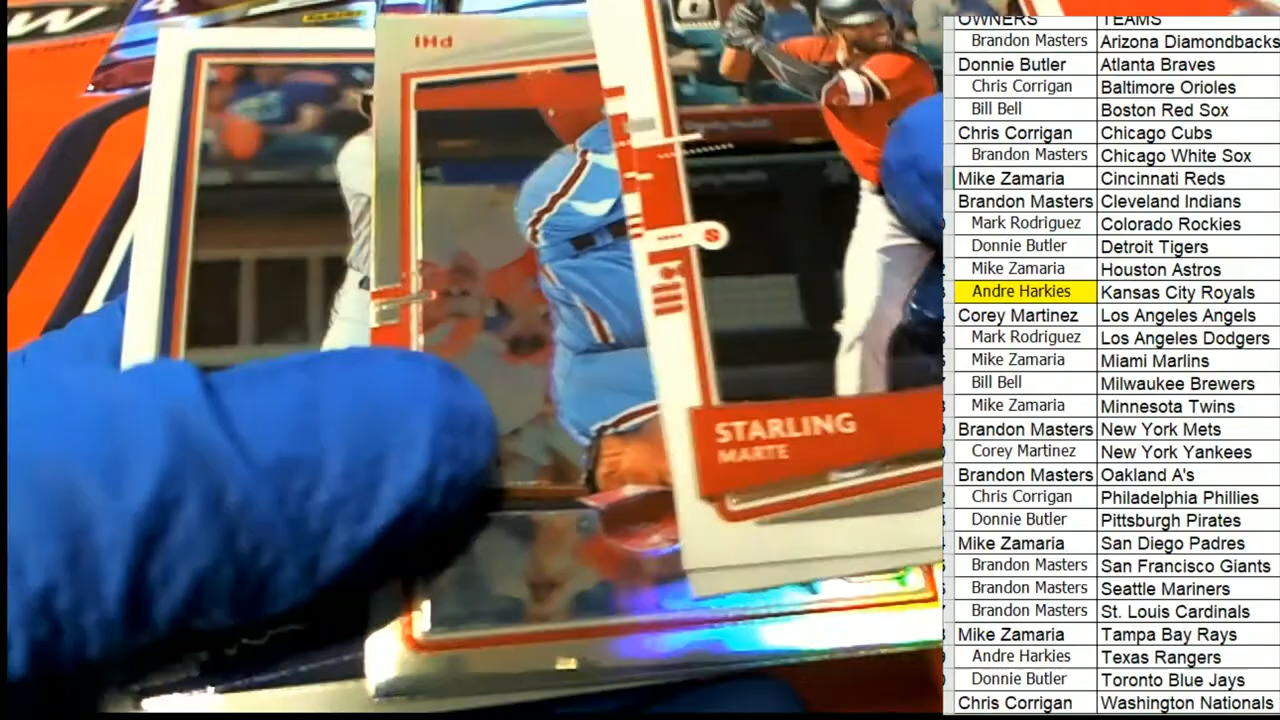 PHI
STARLING
MARTE
OWNERS TEAMS
Brandon Masters Arizona Diamondbacks
Donnie Butler Atlanta Braves
Chris Corrigan Baltimore Orioles
Bill Bell Boston Red Sox
Chris Corrigan Chicago Cubs
Brandon Masters Chicago White Sox
Mike Zamaria Cincinnati Reds
Brandon Masters Cleveland Indians
Mark Rodriguez Colorado Rockies
Donnie Butler Detroit Tigers
Mike Zamaria Houston Astros
Andre Harkies Kansas City Royals
Corey Martinez Los Angeles Angels
Mark Rodriguez Los Angeles Dodgers
Mike Zamaria Miami Marlins
Bill Bell Milwaukee Brewers
Mike Zamaria Minnesota Twins
Brandon Masters New York Mets
Corey Martinez New York Yankees
Brandon Masters Oakland A's
Chris Corrigan Philadelphia Phillies
Donnie Butler Pittsburgh Pirates
Mike Zamaria San Diego Padres
Brandon Masters San Francisco Giants
Brandon Masters Seattle Mariners
Brandon Masters St. Louis Cardinals
Mike Zamaria Tampa Bay Rays
Andre Harkies Texas Rangers
Donnie Butler Toronto Blue Jays
Chris Corrigan Washington Nationals